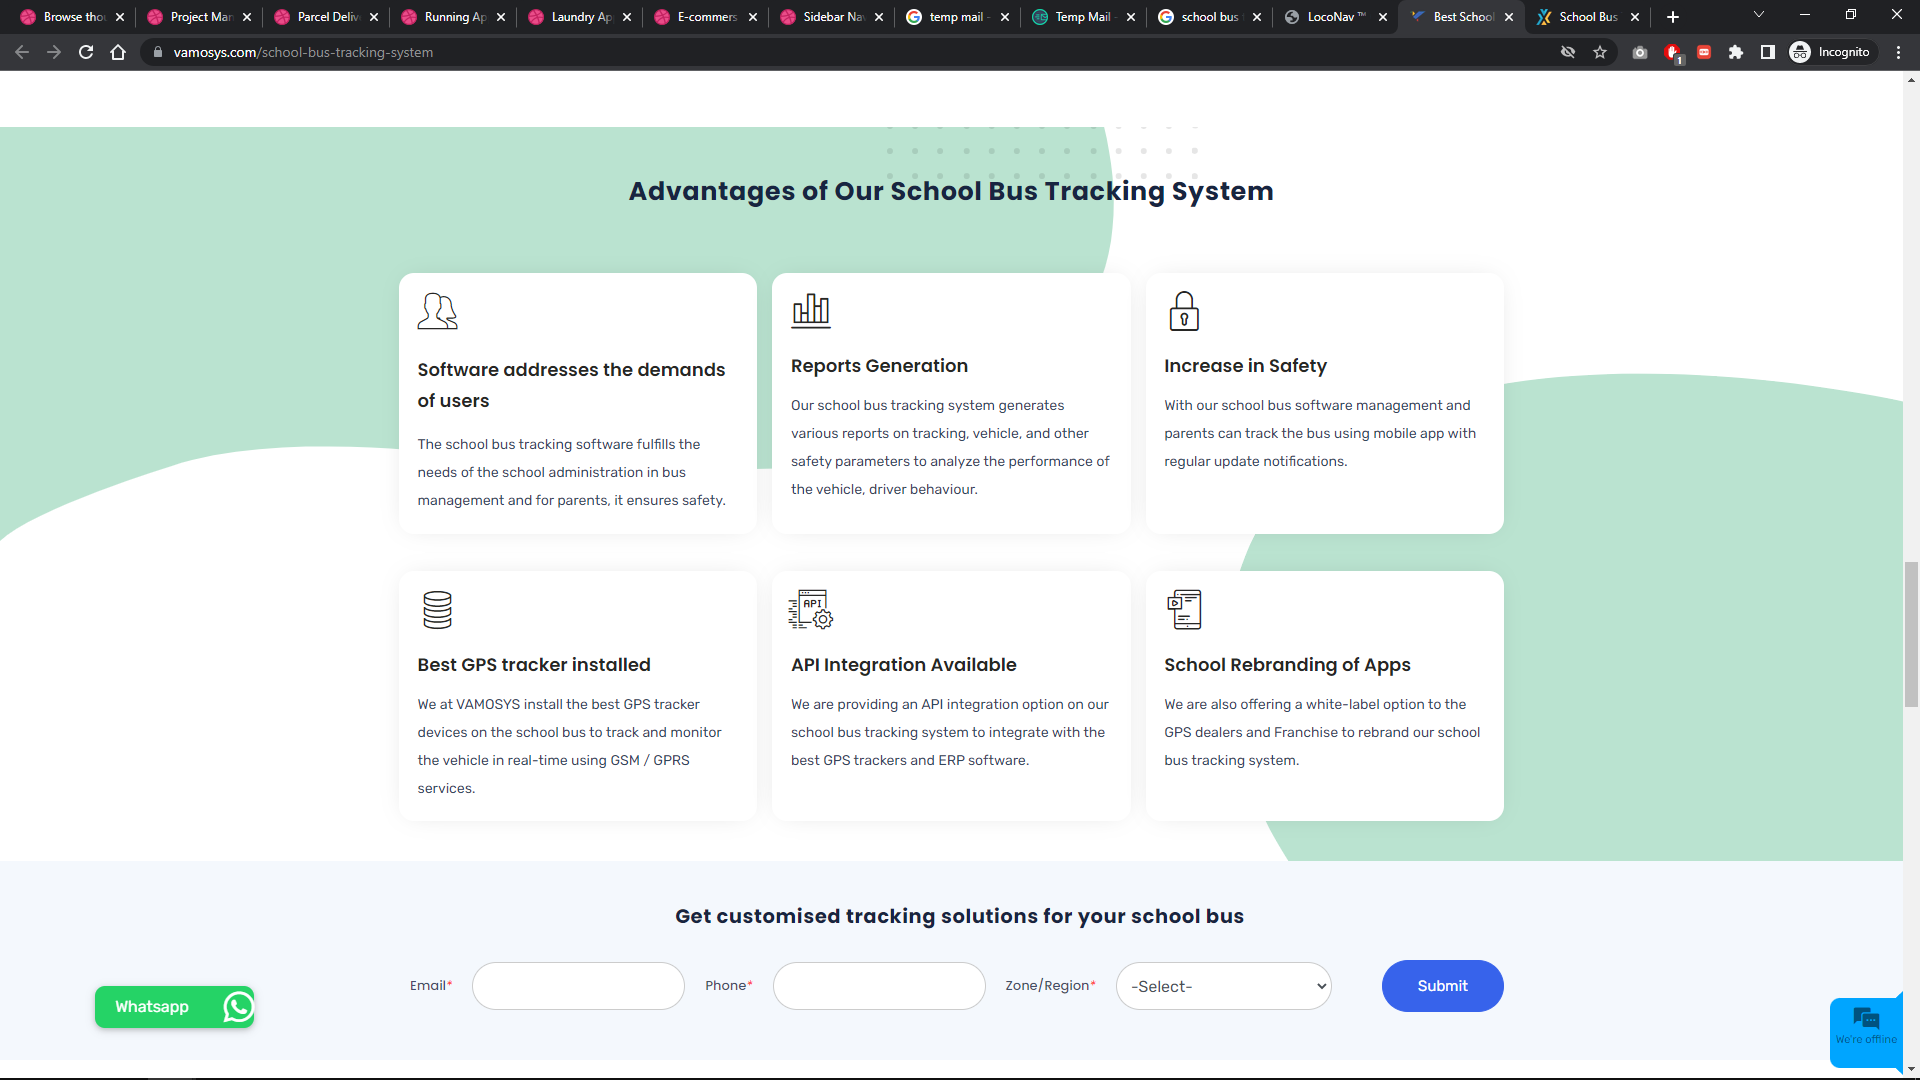 Browse thou
Project Man
Parcel Deliv
Running Ap
Laundry Ap
E-commers
Sidebar Nav
temp mail -
Temp Mail -
school bus
LocoNav ™
Best School
School Bus
vamosys.com/school-bus-tracking-system
1
Incognito
Advantages of Our School Bus Tracking System
Software addresses the demands
of users
The school bus tracking software fulfills the
needs of the school administration in bus
management and for parents, it ensures safety.
Reports Generation
Our school bus tracking system generates
various reports on tracking, vehicle, and other
safety parameters to analyze the performance of
the vehicle, driver behaviour.
Increase in Safety
With our school bus software management and
parents can track the bus using mobile app with
regular update notifications.
Best GPS tracker installed
We at VAMOSYS install the best GPS tracker
devices on the school bus to track and monitor
the vehicle in real-time using GSM / GPRS
services.
API
API Integration Available
We are providing an API integration option on our
school bus tracking system to integrate with the
best GPS trackers and ERP software.
School Rebranding of Apps
We are also offering a white-label option to the
GPS dealers and Franchise to rebrand our school
bus tracking system.
Get customised tracking solutions for your school bus
Email*
Phone*
Zone/Region*
-Select-
Submit
Whatsapp
We're offline